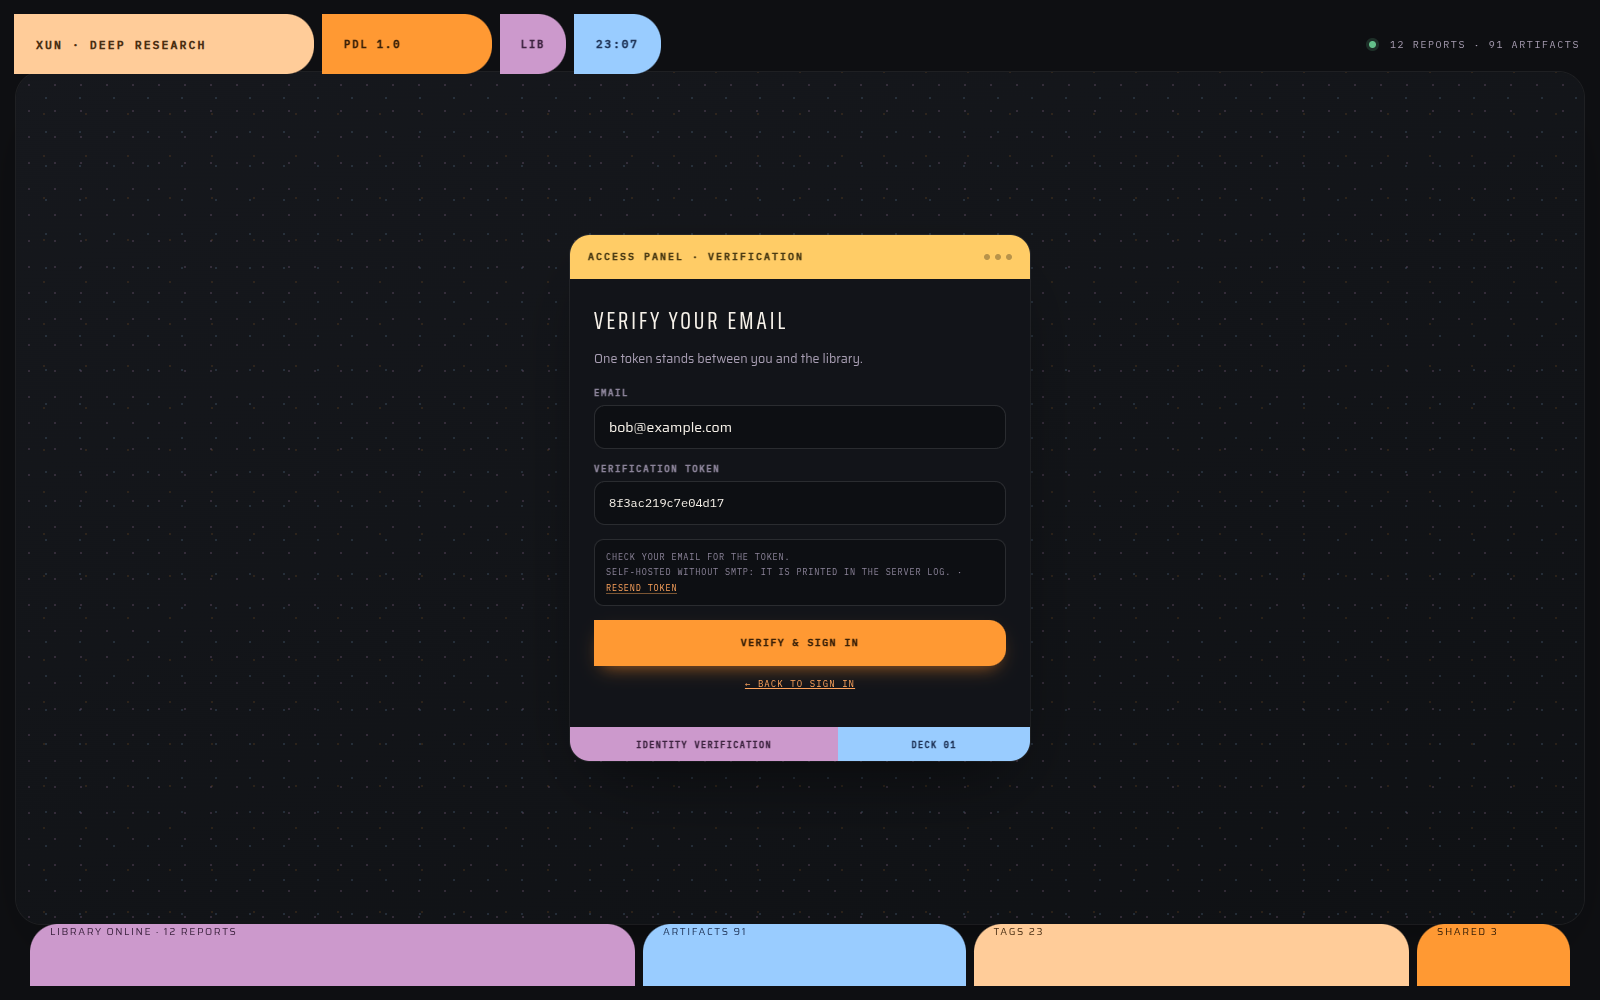 XUN · DEEP RESEARCH
PDL 1.0
LIB
23:07
12 REPORTS · 91 ARTIFACTS
ACCESS PANEL · VERIFICATION
VERIFY YOUR EMAIL
One token stands between you and the library.
EMAIL
bob@example.com
VERIFICATION TOKEN
8f3ac219c7e04d17
CHECK YOUR EMAIL FOR THE TOKEN.
SELF-HOSTED WITHOUT SMTP: IT IS PRINTED IN THE SERVER LOG. ·
RESEND TOKEN
VERIFY & SIGN IN
← BACK TO SIGN IN
IDENTITY VERIFICATION
DECK 01
LIBRARY ONLINE · 12 REPORTS
ARTIFACTS 91
TAGS 23
SHARED 3